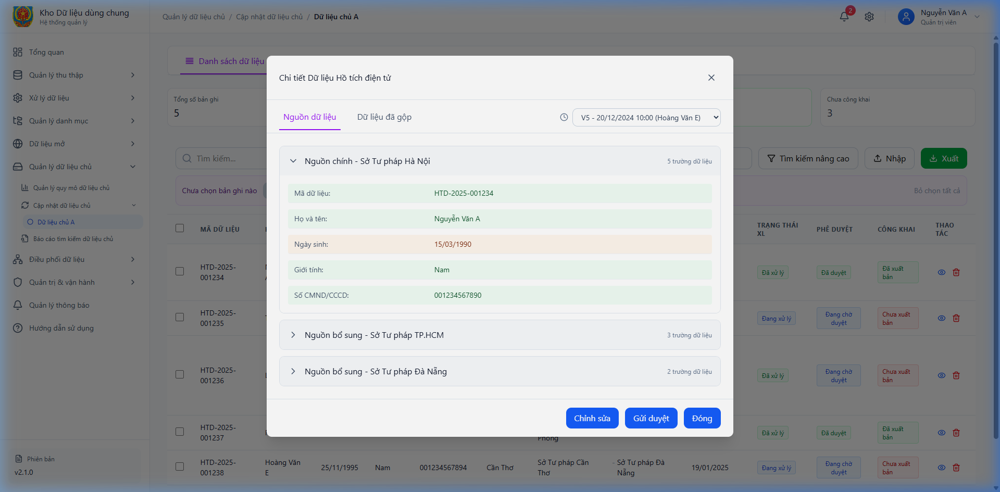 Kho Dữ liệu dùng chung
Hệ thống quản lý
Quản lý dữ liệu chủ / Cập nhật dữ liệu chủ / Dữ liệu chủ A
2
Nguyễn Văn A
Quản trị viên
Tổng quan
Quản lý thu thập
Xử lý dữ liệu
Quản lý danh mục
Dữ liệu mở
Quản lý dữ liệu chủ
Quản lý quy mô dữ liệu chủ
Cập nhật dữ liệu chủ
Dữ liệu chủ A
Báo cáo tìm kiếm dữ liệu chủ
Điều phối dữ liệu
Quản trị & vận hành
Quản lý thông báo
Hướng dẫn sử dụng
Phiên bản
v2.1.0
Danh sách dữ liệu
Tổng số bản ghi
5
Chưa công khai
3
Tìm kiếm...
Tìm kiếm nâng cao
Nhập
Xuất
Chưa chọn bản ghi nào
Bỏ chọn tất cả
Chi tiết Dữ liệu Hồ tích điện tử
Nguồn dữ liệu
Dữ liệu đã gộp
V5 - 20/12/2024 10:00 (Hoàng Văn E)
Nguồn chính - Sở Tư pháp Hà Nội
5 trường dữ liệu
Mã dữ liệu: HTD-2025-001234
Họ và tên: Nguyễn Văn A
Ngày sinh: 15/03/1990
Giới tính: Nam
Số CMND/CCCD: 001234567890
Nguồn bổ sung - Sở Tư pháp TP.HCM
3 trường dữ liệu
Nguồn bổ sung - Sở Tư pháp Đà Nẵng
2 trường dữ liệu
Chỉnh sửa
Gửi duyệt
Đóng
MÃ DỮ LIỆU
TRẠNG THÁI
XL
PHÊ DUYỆT
CÔNG KHAI
THAO
TÁC
HTD-2025-
001234
Đã xử lý
Đã duyệt
Đã xuất
bản
HTD-2025-
001235
Đang xử lý
Đang chờ
duyệt
Chưa xuất
bản
HTD-2025-
001236
Đã xử lý
Đang chờ
duyệt
Chưa xuất
bản
HTD-2025-
001237
Phòng
Đã xử lý
Đã duyệt
Đã xuất
bản
HTD-2025-
001238
Hoàng Văn
E
25/11/1995
Nam
001234567894
Cần Thơ
Sở Tư pháp Cần
Thơ
- Sở Tư pháp Đà
Nẵng
19/01/2025
Đang xử lý
Đang chờ
duyệt
Chưa xuất
bản